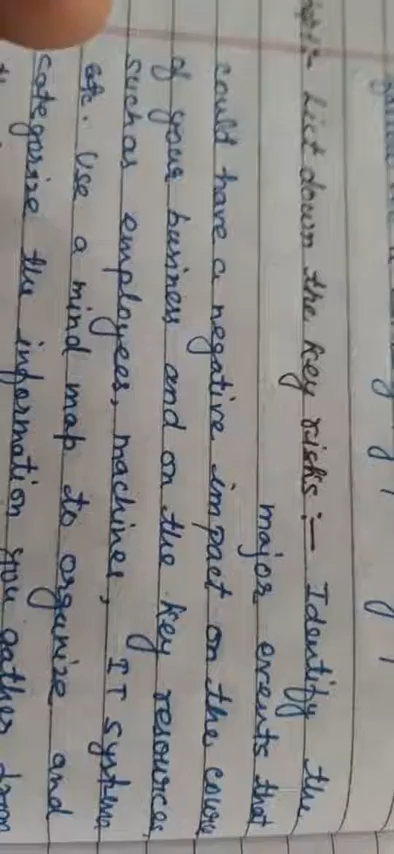 List down the key risks :- Identify the
major events that
could have a negative impact on the course
of your business and on the key resources,
such as employees, machines, IT system
etc. Use a mind map to organize and
categorize the information you gather from